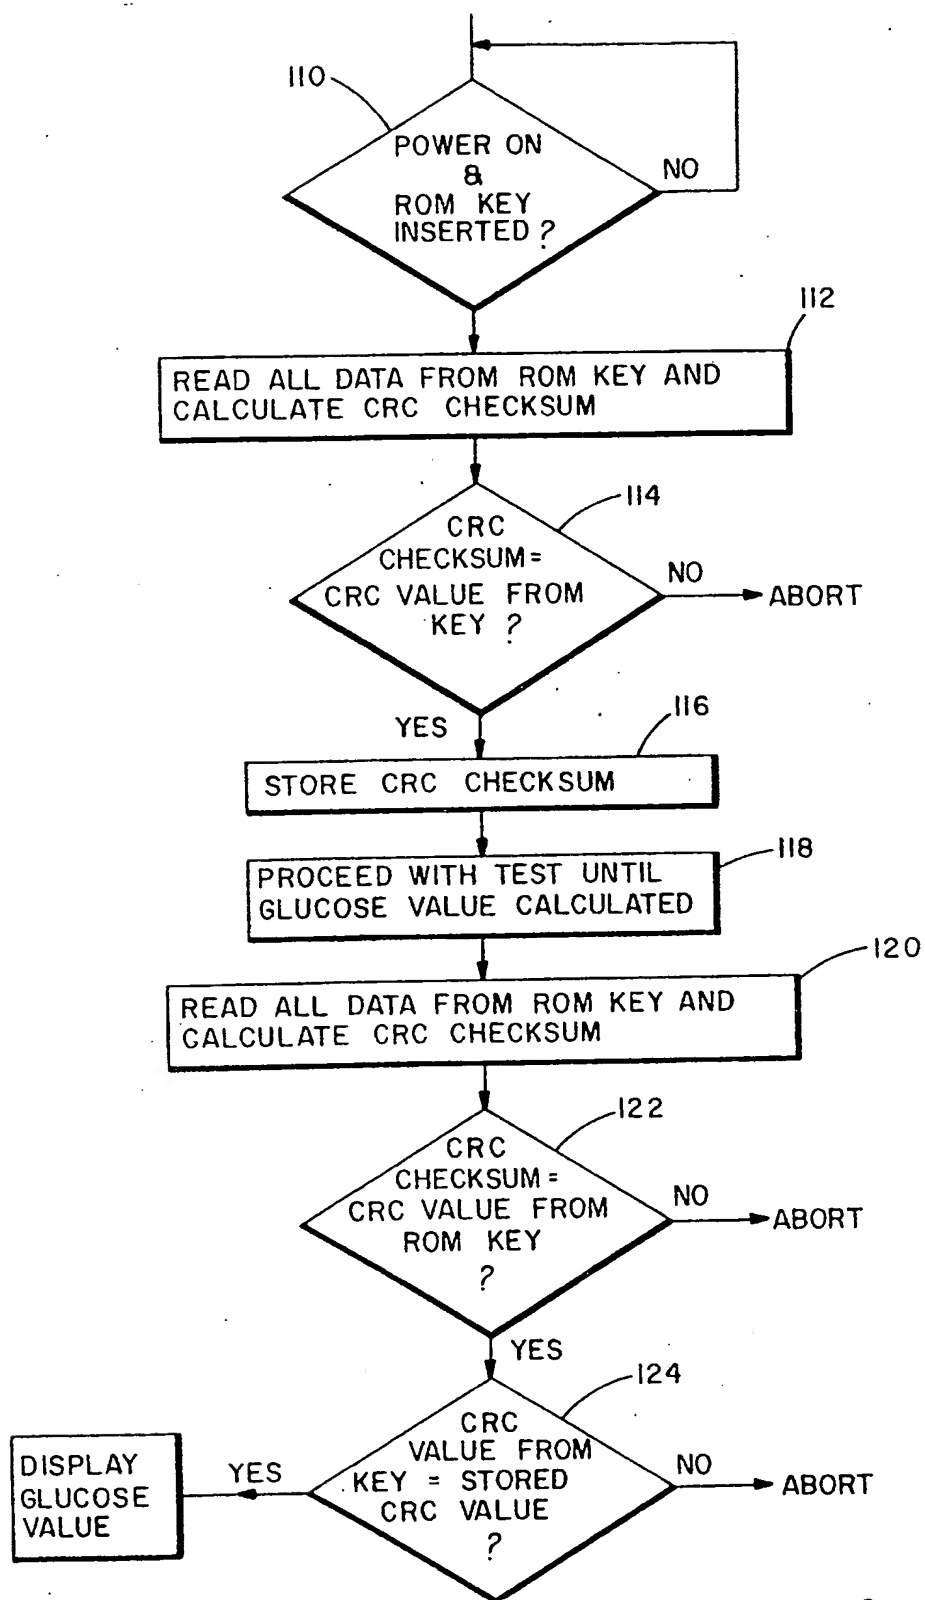 110
POWER ON
&
ROM KEY
INSERTED?
NO
112
READ ALL DATA FROM ROM KEY AND
CALCULATE CRC CHECKSUM
114
CRC
CHECKSUM=
CRC VALUE FROM
KEY ?
NO
ABORT
YES
116
STORE CRC CHECKSUM
118
PROCEED WITH TEST UNTIL
GLUCOSE VALUE CALCULATED
120
READ ALL DATA FROM ROM KEY AND
CALCULATE CRC CHECKSUM
122
CRC
CHECKSUM=
CRC VALUE FROM
ROM KEY
?
NO
ABORT
YES
124
CRC
VALUE FROM
KEY = STORED
CRC VALUE
?
NO
ABORT
YES
DISPLAY
GLUCOSE
VALUE